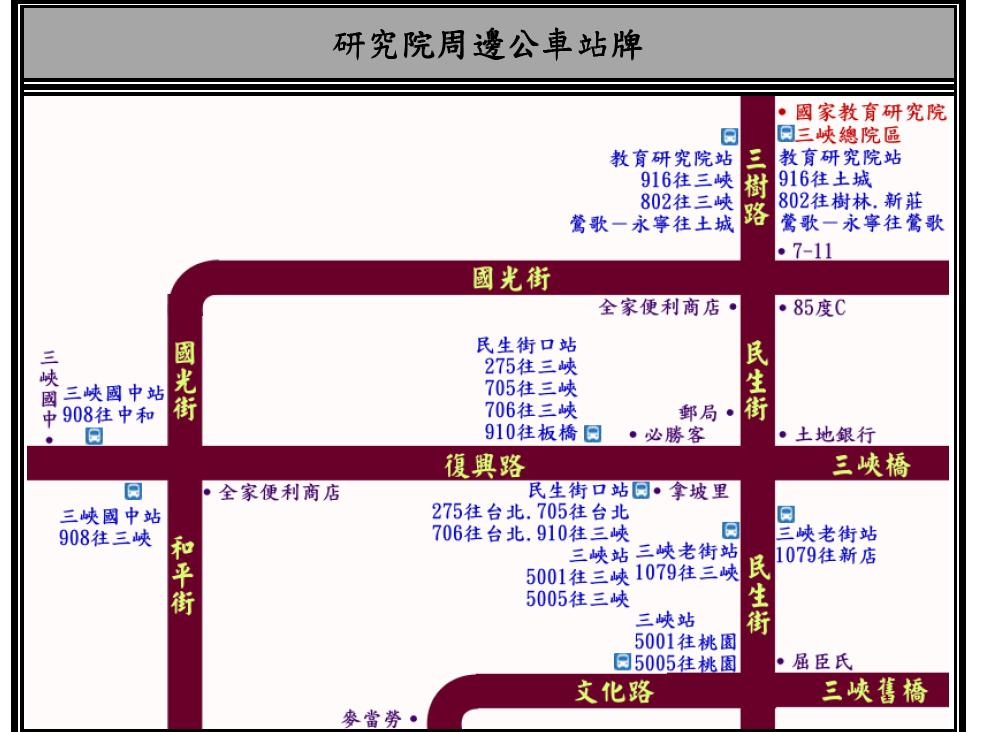 研究院周邊公車站牌
• 國家教育研究院
三峽總院區
教育研究院站
916往三峽
802往三峽
鶯歌－永寧往土城
三樹路
教育研究院站
916往土城
802往樹林.新莊
鶯歌－永寧往鶯歌
• 7-11
國光街
全家便利商店 •
• 85度C
國光街
民生街
民生街口站
275往三峽
705往三峽
706往三峽
910往板橋
郵局 •
• 必勝客
• 土地銀行
三峽國中
•
三峽國中站
908往中和
復興路
三峽橋
三峽國中站
908往三峽
• 全家便利商店
和平街
民生街口站
• 拿坡里
275往台北.705往台北
706往台北.910往三峽
三峽站
5001往三峽
5005往三峽
三峽老街站
1079往三峽
三峽老街站
1079往新店
民生街
三峽站
5001往桃園
5005往桃園
• 屈臣氏
文化路
三峽舊橋
麥當勞 •